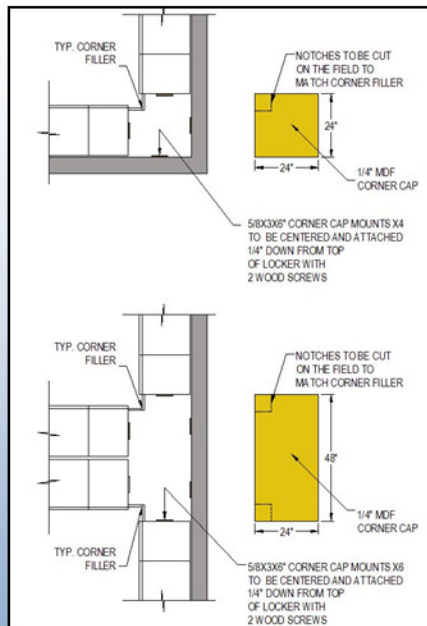 TYP. CORNER
FILLER
NOTCHES TO BE CUT
ON THE FIELD TO
MATCH CORNER FILLER
24"
24"
1/4" MDF
CORNER CAP
5/8X3X6" CORNER CAP MOUNTS X4
TO BE CENTERED AND ATTACHED
1/4" DOWN FROM TOP
OF LOCKER WITH
2 WOOD SCREWS
TYP. CORNER
FILLER
NOTCHES TO BE CUT
ON THE FIELD TO
MATCH CORNER FILLER
48"
24"
1/4" MDF
CORNER CAP
TYP. CORNER
FILLER
5/8X3X6" CORNER CAP MOUNTS X6
TO BE CENTERED AND ATTACHED
1/4" DOWN FROM TOP
OF LOCKER WITH
2 WOOD SCREWS